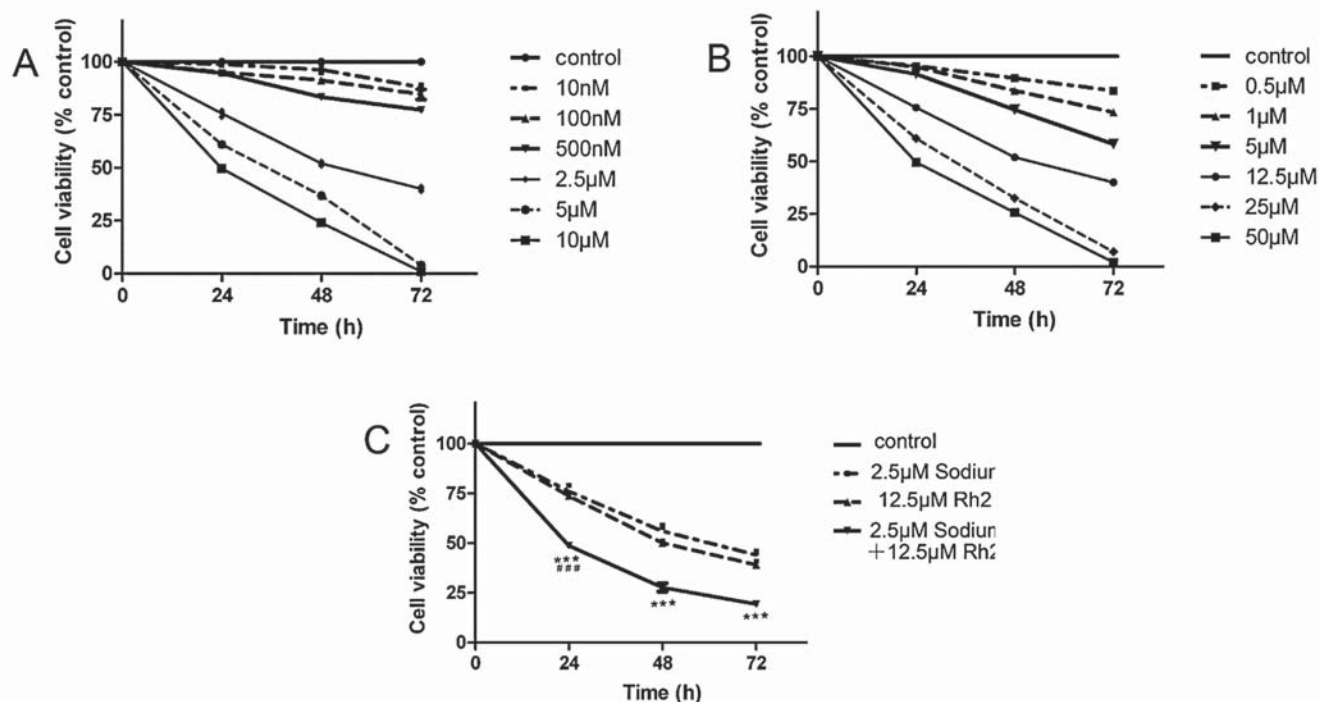 A
Cell viability (% control)
100
75
50
25
0
0 24 48 72
Time (h)
control
10nM
100nM
500nM
2.5µM
5µM
10µM
B
Cell viability (% control)
100
75
50
25
0
0 24 48 72
Time (h)
control
0.5µM
1µM
5µM
12.5µM
25µM
50µM
C
Cell viability (% control)
100
75
50
25
0
0 24 48 72
Time (h)
***
###
***
***
control
2.5µM Sodiur
12.5µM Rh2
2.5µM Sodiur
+12.5µM Rh2